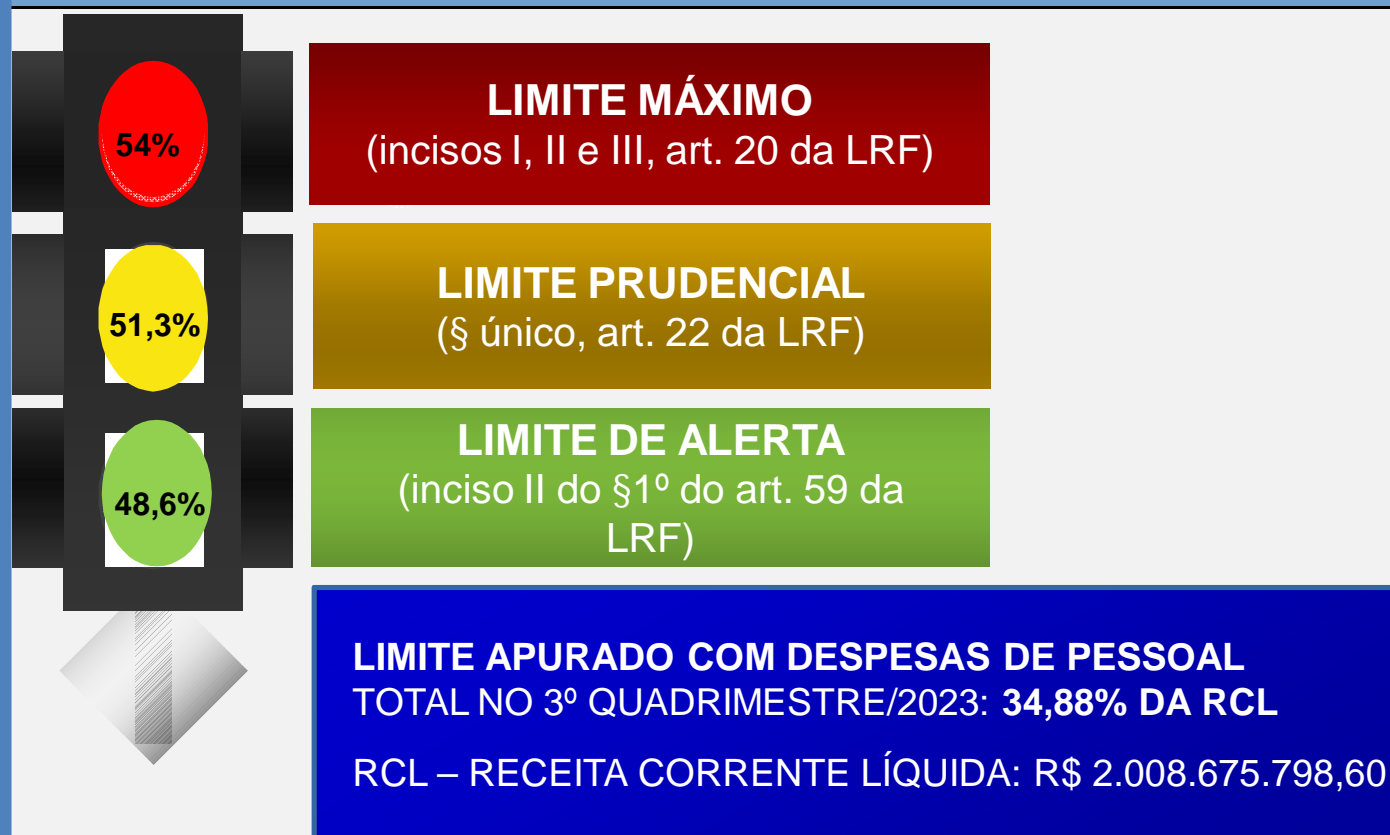 54%
LIMITE MÁXIMO
(incisos I, II e III, art. 20 da LRF)
51,3%
LIMITE PRUDENCIAL
(§ único, art. 22 da LRF)
48,6%
LIMITE DE ALERTA
(inciso II do §1º do art. 59 da
LRF)
LIMITE APURADO COM DESPESAS DE PESSOAL
TOTAL NO 3º QUADRIMESTRE/2023: 34,88% DA RCL
RCL – RECEITA CORRENTE LÍQUIDA: R$ 2.008.675.798,60